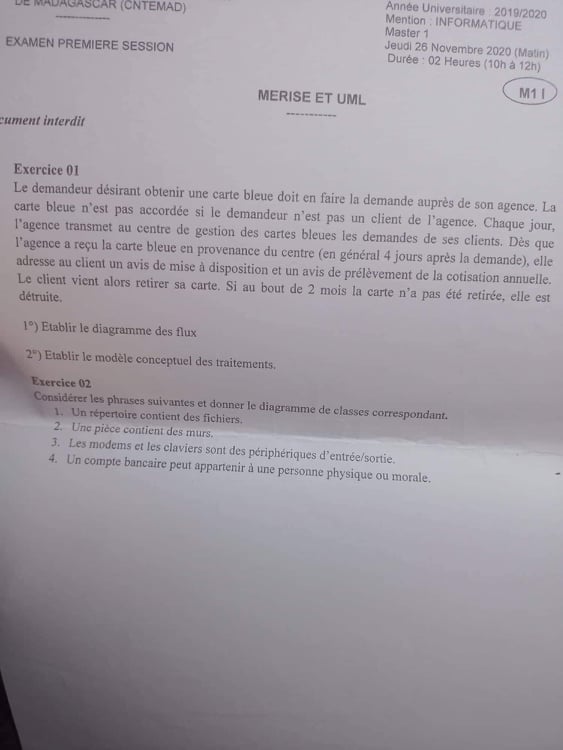 DE MADAGASCAR (CNTEMAD)
---------------
EXAMEN PREMIERE SESSION
Année Universitaire : 2019/2020
Mention : INFORMATIQUE
Master 1
Jeudi 26 Novembre 2020 (Matin)
Durée : 02 Heures (10h à 12h)
M1 I
MERISE ET UML
------------
cument interdit
Exercice 01
Le demandeur désirant obtenir une carte bleue doit en faire la demande auprès de son agence. La
carte bleue n'est pas accordée si le demandeur n'est pas un client de l'agence. Chaque jour,
l'agence transmet au centre de gestion des cartes bleues les demandes de ses clients. Dès que
l'agence a reçu la carte bleue en provenance du centre (en général 4 jours après la demande), elle
adresse au client un avis de mise à disposition et un avis de prélèvement de la cotisation annuelle.
Le client vient alors retirer sa carte. Si au bout de 2 mois la carte n'a pas été retirée, elle est
détruite.
1°) Etablir le diagramme des flux
2°) Etablir le modèle conceptuel des traitements.
Exercice 02
Considérer les phrases suivantes et donner le diagramme de classes correspondant.
1. Un répertoire contient des fichiers.
2. Une pièce contient des murs.
3. Les modems et les claviers sont des périphériques d'entrée/sortie.
4. Un compte bancaire peut appartenir à une personne physique ou morale.